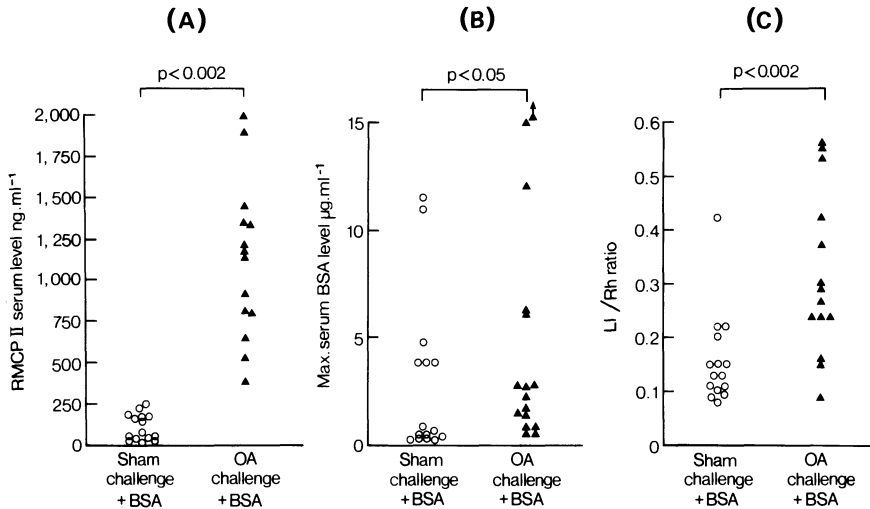 (A)
p<0.002
2,000
1,750
1,500
1,250
1,000
750
500
250
0
RMCP II serum level ng.ml⁻¹
Sham
challenge
+BSA
OA
challenge
+BSA
(B)
p<0.05
15
10
5
0
Max. serum BSA level µg.ml⁻¹
Sham
challenge
+BSA
OA
challenge
+BSA
(C)
p<0.002
0.6
0.5
0.4
0.3
0.2
0.1
0
Ll/Rh ratio
Sham
challenge
+BSA
OA
challenge
+BSA